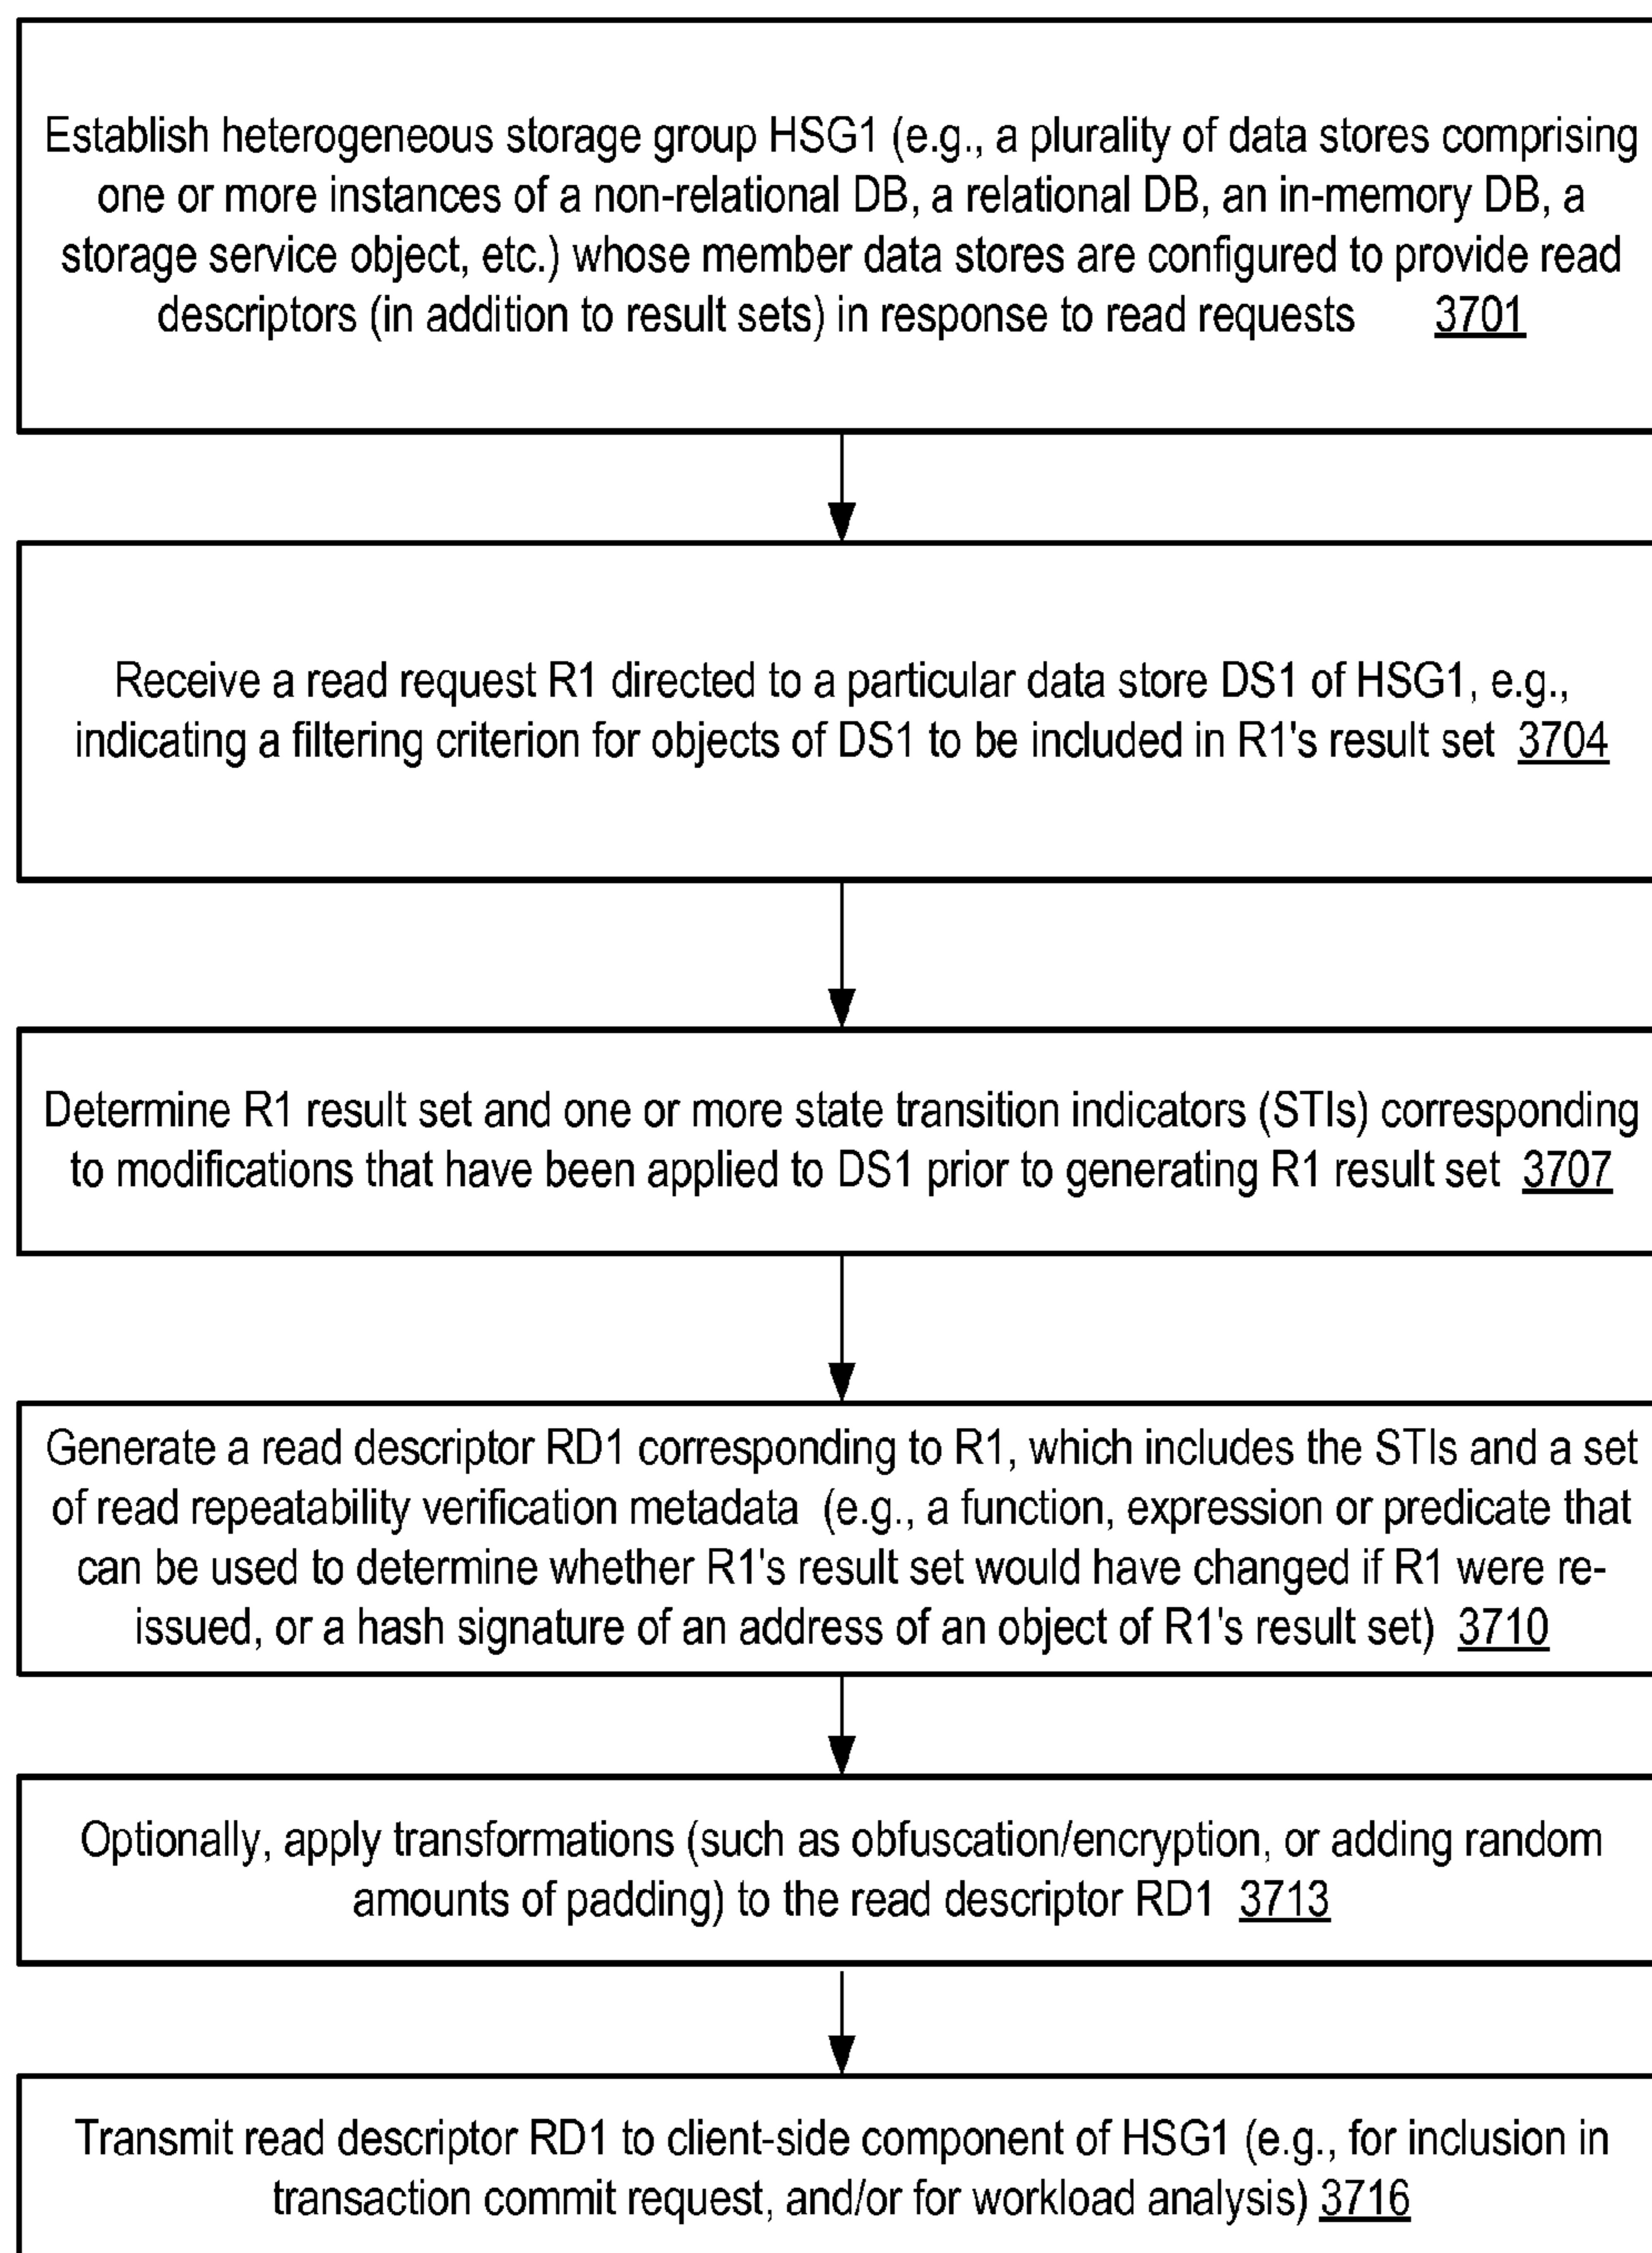 Establish heterogeneous storage group HSG1 (e.g., a plurality of data stores comprising
one or more instances of a non-relational DB, a relational DB, an in-memory DB, a
storage service object, etc.) whose member data stores are configured to provide read
descriptors (in addition to result sets) in response to read requests 3701
Receive a read request R1 directed to a particular data store DS1 of HSG1, e.g.,
indicating a filtering criterion for objects of DS1 to be included in R1's result set 3704
Determine R1 result set and one or more state transition indicators (STIs) corresponding
to modifications that have been applied to DS1 prior to generating R1 result set 3707
Generate a read descriptor RD1 corresponding to R1, which includes the STIs and a set
of read repeatability verification metadata (e.g., a function, expression or predicate that
can be used to determine whether R1's result set would have changed if R1 were re-
issued, or a hash signature of an address of an object of R1's result set) 3710
Optionally, apply transformations (such as obfuscation/encryption, or adding random
amounts of padding) to the read descriptor RD1 3713
Transmit read descriptor RD1 to client-side component of HSG1 (e.g., for inclusion in
transaction commit request, and/or for workload analysis) 3716